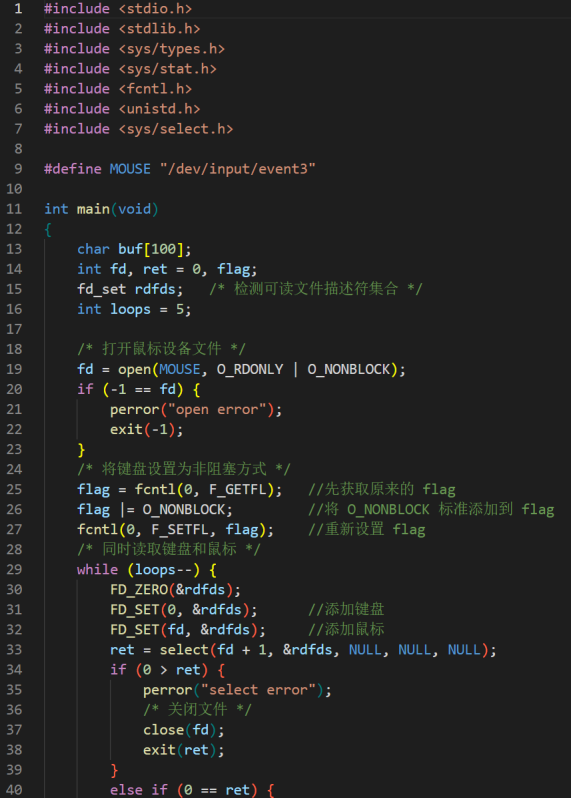 1 #include <stdio.h>
2 #include <stdlib.h>
3 #include <sys/types.h>
4 #include <sys/stat.h>
5 #include <fcntl.h>
6 #include <unistd.h>
7 #include <sys/select.h>
8
9 #define MOUSE "/dev/input/event3"
10
11 int main(void)
12 {
13     char buf[100];
14     int fd, ret = 0, flag;
15     fd_set rdfds;   /* 检测可读文件描述符集合 */
16     int loops = 5;
17
18     /* 打开鼠标设备文件 */
19     fd = open(MOUSE, O_RDONLY | O_NONBLOCK);
20     if (-1 == fd) {
21         perror("open error");
22         exit(-1);
23     }
24     /* 将键盘设置为非阻塞方式 */
25     flag = fcntl(0, F_GETFL);   //先获取原来的 flag
26     flag |= O_NONBLOCK;         //将 O_NONBLOCK 标准添加到 flag
27     fcntl(0, F_SETFL, flag);    //重新设置 flag
28     /* 同时读取键盘和鼠标 */
29     while (loops--) {
30         FD_ZERO(&rdfds);
31         FD_SET(0, &rdfds);      //添加键盘
32         FD_SET(fd, &rdfds);     //添加鼠标
33         ret = select(fd + 1, &rdfds, NULL, NULL, NULL);
34         if (0 > ret) {
35             perror("select error");
36             /* 关闭文件 */
37             close(fd);
38             exit(ret);
39         }
40         else if (0 == ret) {